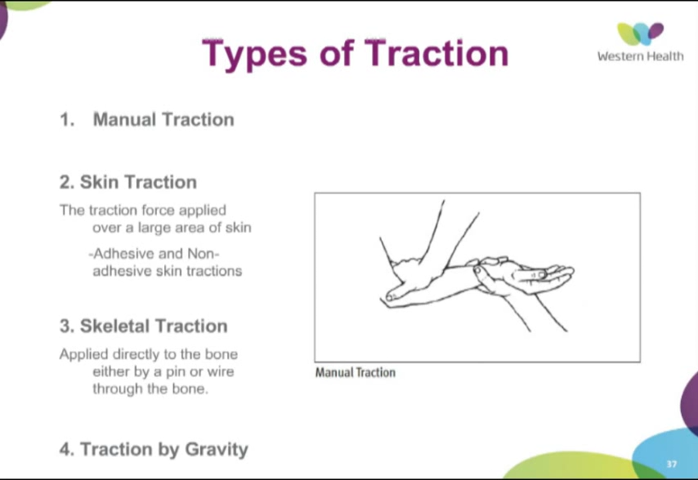 Types of Traction
Western Health
1. Manual Traction
2. Skin Traction
The traction force applied
over a large area of skin
-Adhesive and Non-
adhesive skin tractions
3. Skeletal Traction
Applied directly to the bone
either by a pin or wire
through the bone.
Manual Traction
4. Traction by Gravity
37